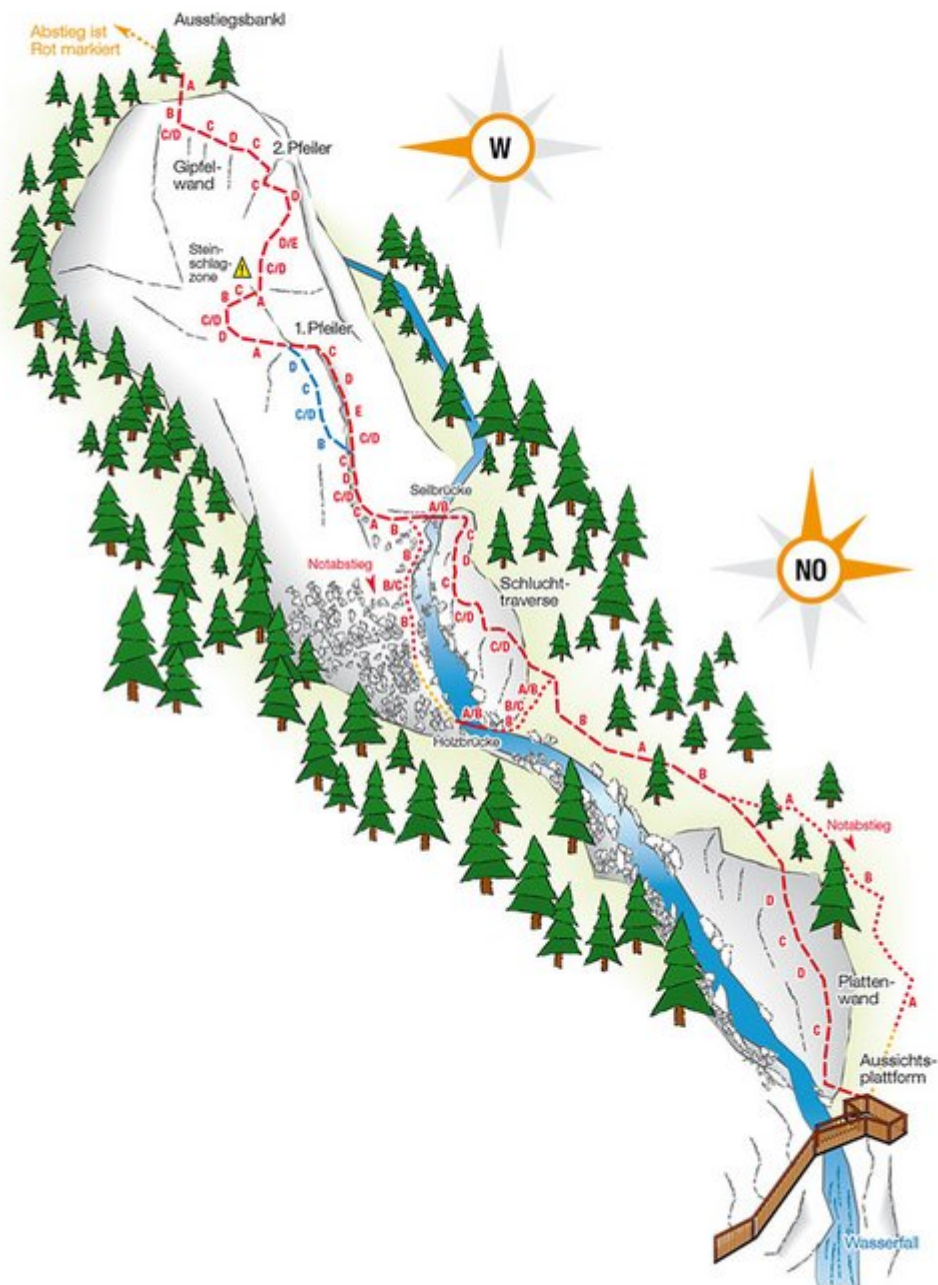 Ausstiegsbankl
Abstieg ist
Rot markiert
A
B
C/D
C
D
C
2. Pfeiler
Gipfel-
wand
C
D
W
D/E
Stein-
schlag-
zone
C/D
C
A
B
C/D
D
A
1. Pfeiler
C
D
D
C
E
C/D
C/D
B
C
D
C/D
C
A
B
Seilbrücke
A/B
C
D
C
C/D
C/D
Schlucht-
traverse
NO
B
Notabstieg
B/C
B
A/B
B/C
B
A/B
Holzbrücke
B
A
B
A
Notabstieg
B
D
C
D
C
A
Platten-
wand
Aussichts-
plattform
Wasserfall